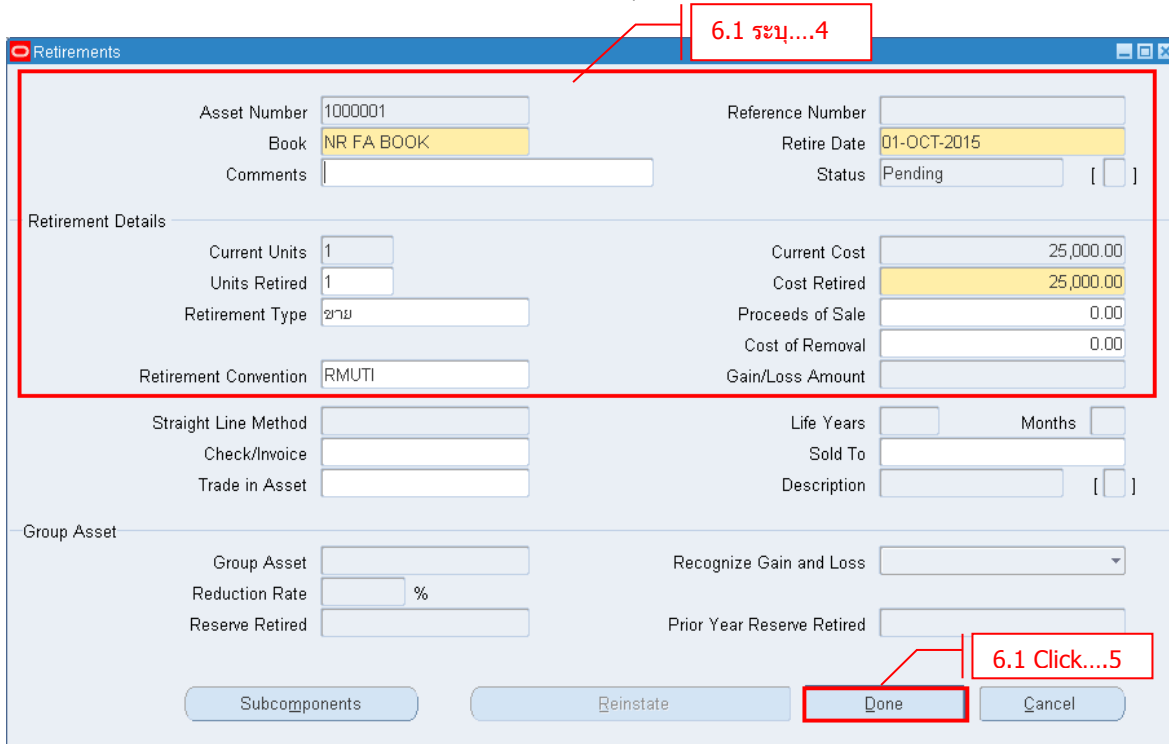 6.1 ระบุ....4
Retirements
Asset Number 1000001 Reference Number
Book NR FA BOOK Retire Date 01-OCT-2015
Comments Status Pending [ ]
Retirement Details
Current Units 1 Current Cost 25,000.00
Units Retired 1 Cost Retired 25,000.00
Retirement Type ขาย Proceeds of Sale 0.00
Cost of Removal 0.00
Retirement Convention RMUTI Gain/Loss Amount
Straight Line Method Life Years Months
Check/Invoice Sold To
Trade in Asset Description [ ]
Group Asset
Group Asset Recognize Gain and Loss
Reduction Rate %
Reserve Retired Prior Year Reserve Retired
6.1 Click....5
Subcomponents Reinstate Done Cancel